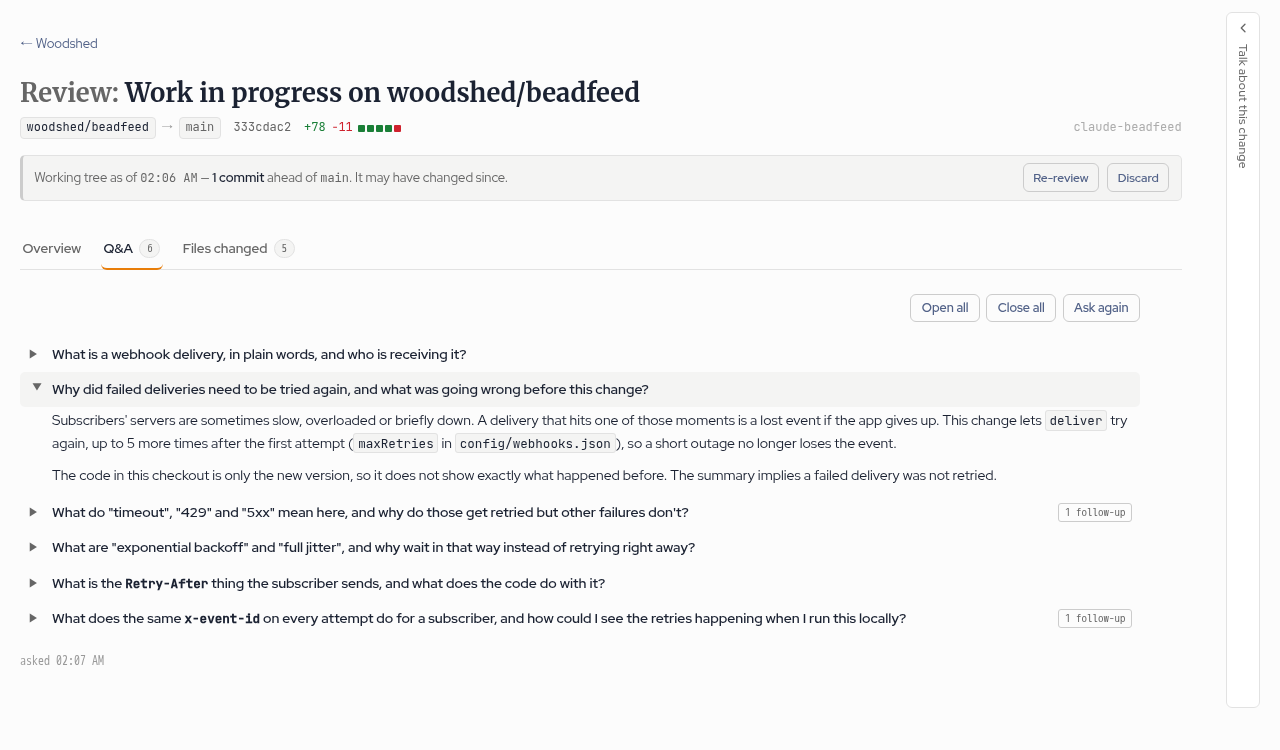 ← Woodshed
Review: Work in progress on woodshed/beadfeed
woodshed/beadfeed → main 333cdac2 +78 -11 claude-beadfeed
Working tree as of 02:06 AM — 1 commit ahead of main. It may have changed since. Re-review Discard
Overview Q&A 6 Files changed 5
Open all Close all Ask again
What is a webhook delivery, in plain words, and who is receiving it?
Why did failed deliveries need to be tried again, and what was going wrong before this change?
Subscribers' servers are sometimes slow, overloaded or briefly down. A delivery that hits one of those moments is a lost event if the app gives up. This change lets deliver try
again, up to 5 more times after the first attempt (maxRetries in config/webhooks.json), so a short outage no longer loses the event.
The code in this checkout is only the new version, so it does not show exactly what happened before. The summary implies a failed delivery was not retried.
What do "timeout", "429" and "5xx" mean here, and why do those get retried but other failures don't? 1 follow-up
What are "exponential backoff" and "full jitter", and why wait in that way instead of retrying right away?
What is the Retry-After thing the subscriber sends, and what does the code do with it?
What does the same x-event-id on every attempt do for a subscriber, and how could I see the retries happening when I run this locally? 1 follow-up
asked 02:07 AM
Talk about this change